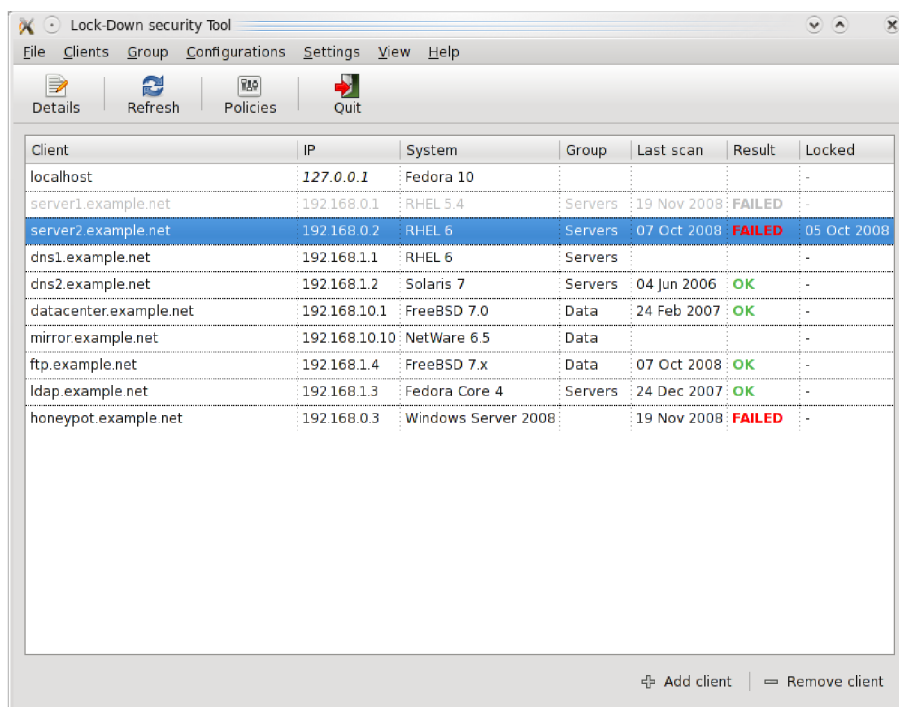 Lock-Down security Tool
File Clients Group Configurations Settings View Help
Details Refresh Policies Quit
Client IP System Group Last scan Result Locked
localhost 127.0.0.1 Fedora 10 -
server1.example.net 192.168.0.1 RHEL 5.4 Servers 19 Nov 2008 FAILED -
server2.example.net 192.168.0.2 RHEL 6 Servers 07 Oct 2008 FAILED 05 Oct 2008
dns1.example.net 192.168.1.1 RHEL 6 Servers -
dns2.example.net 192.168.1.2 Solaris 7 Servers 04 Jun 2006 OK -
datacenter.example.net 192.168.10.1 FreeBSD 7.0 Data 24 Feb 2007 OK -
mirror.example.net 192.168.10.10 NetWare 6.5 Data -
ftp.example.net 192.168.1.4 FreeBSD 7.x Data 07 Oct 2008 OK -
ldap.example.net 192.168.1.3 Fedora Core 4 Servers 24 Dec 2007 OK -
honeypot.example.net 192.168.0.3 Windows Server 2008 19 Nov 2008 FAILED -
Add client Remove client